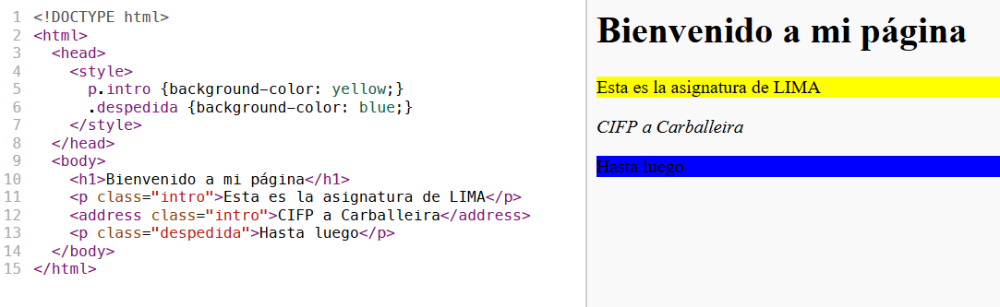 1 <!DOCTYPE html>
2 <html>
3   <head>
4     <style>
5       p.intro {background-color: yellow;}
6       .despedida {background-color: blue;}
7     </style>
8   </head>
9   <body>
10     <h1>Bienvenido a mi página</h1>
11     <p class="intro">Esta es la asignatura de LIMA</p>
12     <address class="intro">CIFP a Carballeira</address>
13     <p class="despedida">Hasta luego</p>
14   </body>
15 </html>
Bienvenido a mi página
Esta es la asignatura de LIMA
CIFP a Carballeira
Hasta luego